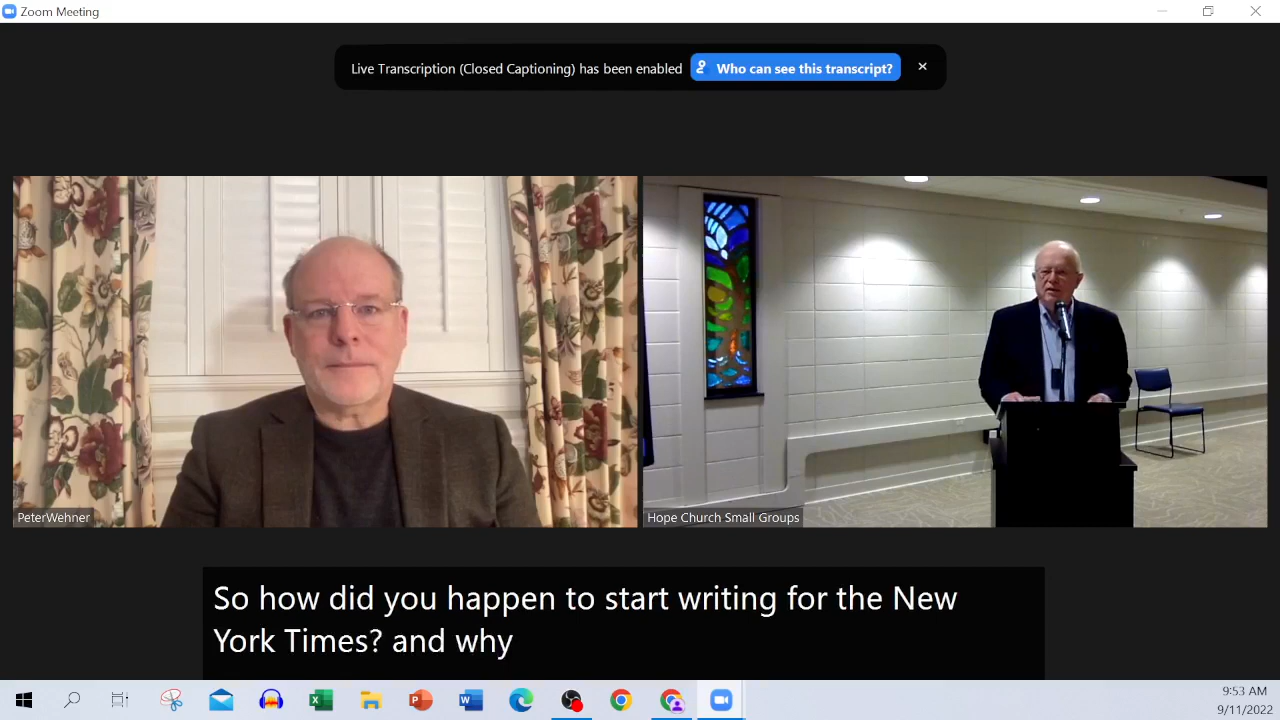 Zoom Meeting
Live Transcription (Closed Captioning) has been enabled
Who can see this transcript?
PeterWehner
Hope Church Small Groups
So how did you happen to start writing for the New
York Times? and why
9:53 AM
9/11/2022